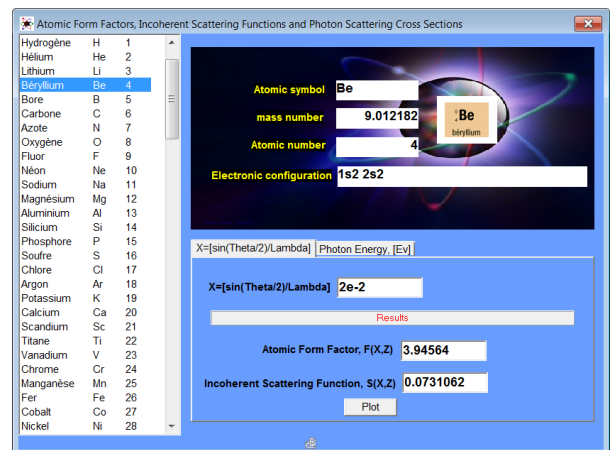 Atomic Form Factors, Incoherent Scattering Functions and Photon Scattering Cross Sections
Hydrogène H 1
Hélium He 2
Lithium Li 3
Béryllium Be 4
Bore B 5
Carbone C 6
Azote N 7
Oxygène O 8
Fluor F 9
Néon Ne 10
Sodium Na 11
Magnésium Mg 12
Aluminium Al 13
Silicium Si 14
Phosphore P 15
Soufre S 16
Chlore Cl 17
Argon Ar 18
Potassium K 19
Calcium Ca 20
Scandium Sc 21
Titane Ti 22
Vanadium V 23
Chrome Cr 24
Manganèse Mn 25
Fer Fe 26
Cobalt Co 27
Nickel Ni 28
Atomic symbol Be
mass number 9.012182
Atomic number 4
Electronic configuration 1s2 2s2
Be
béryllium
X=[sin(Theta/2)/Lambda] Photon Energy, [Ev]
X=[sin(Theta/2)/Lambda] 2e-2
Results
Atomic Form Factor, F(X,Z) 3.94564
Incoherent Scattering Function, S(X,Z) 0.0731062
Plot